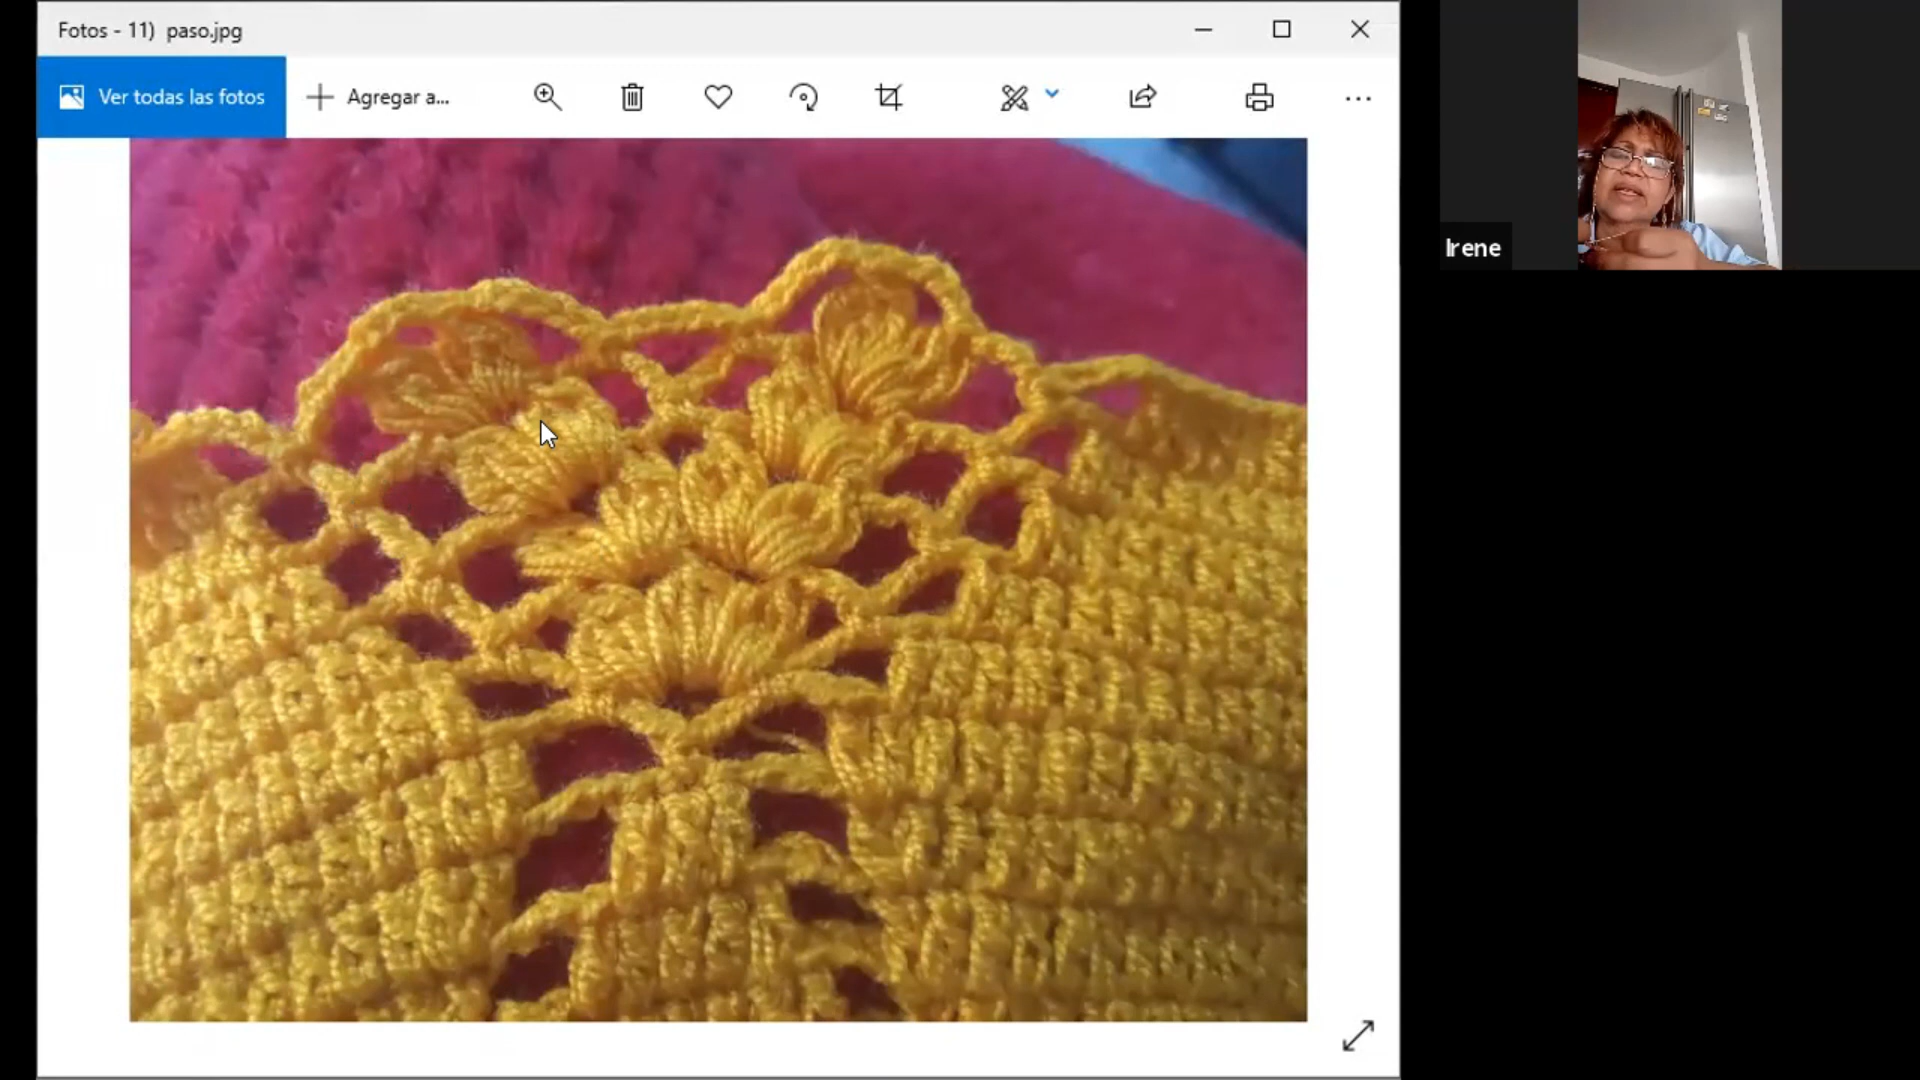 Fotos - 11) paso.jpg
Ver todas las fotos
Agregar a...
Irene